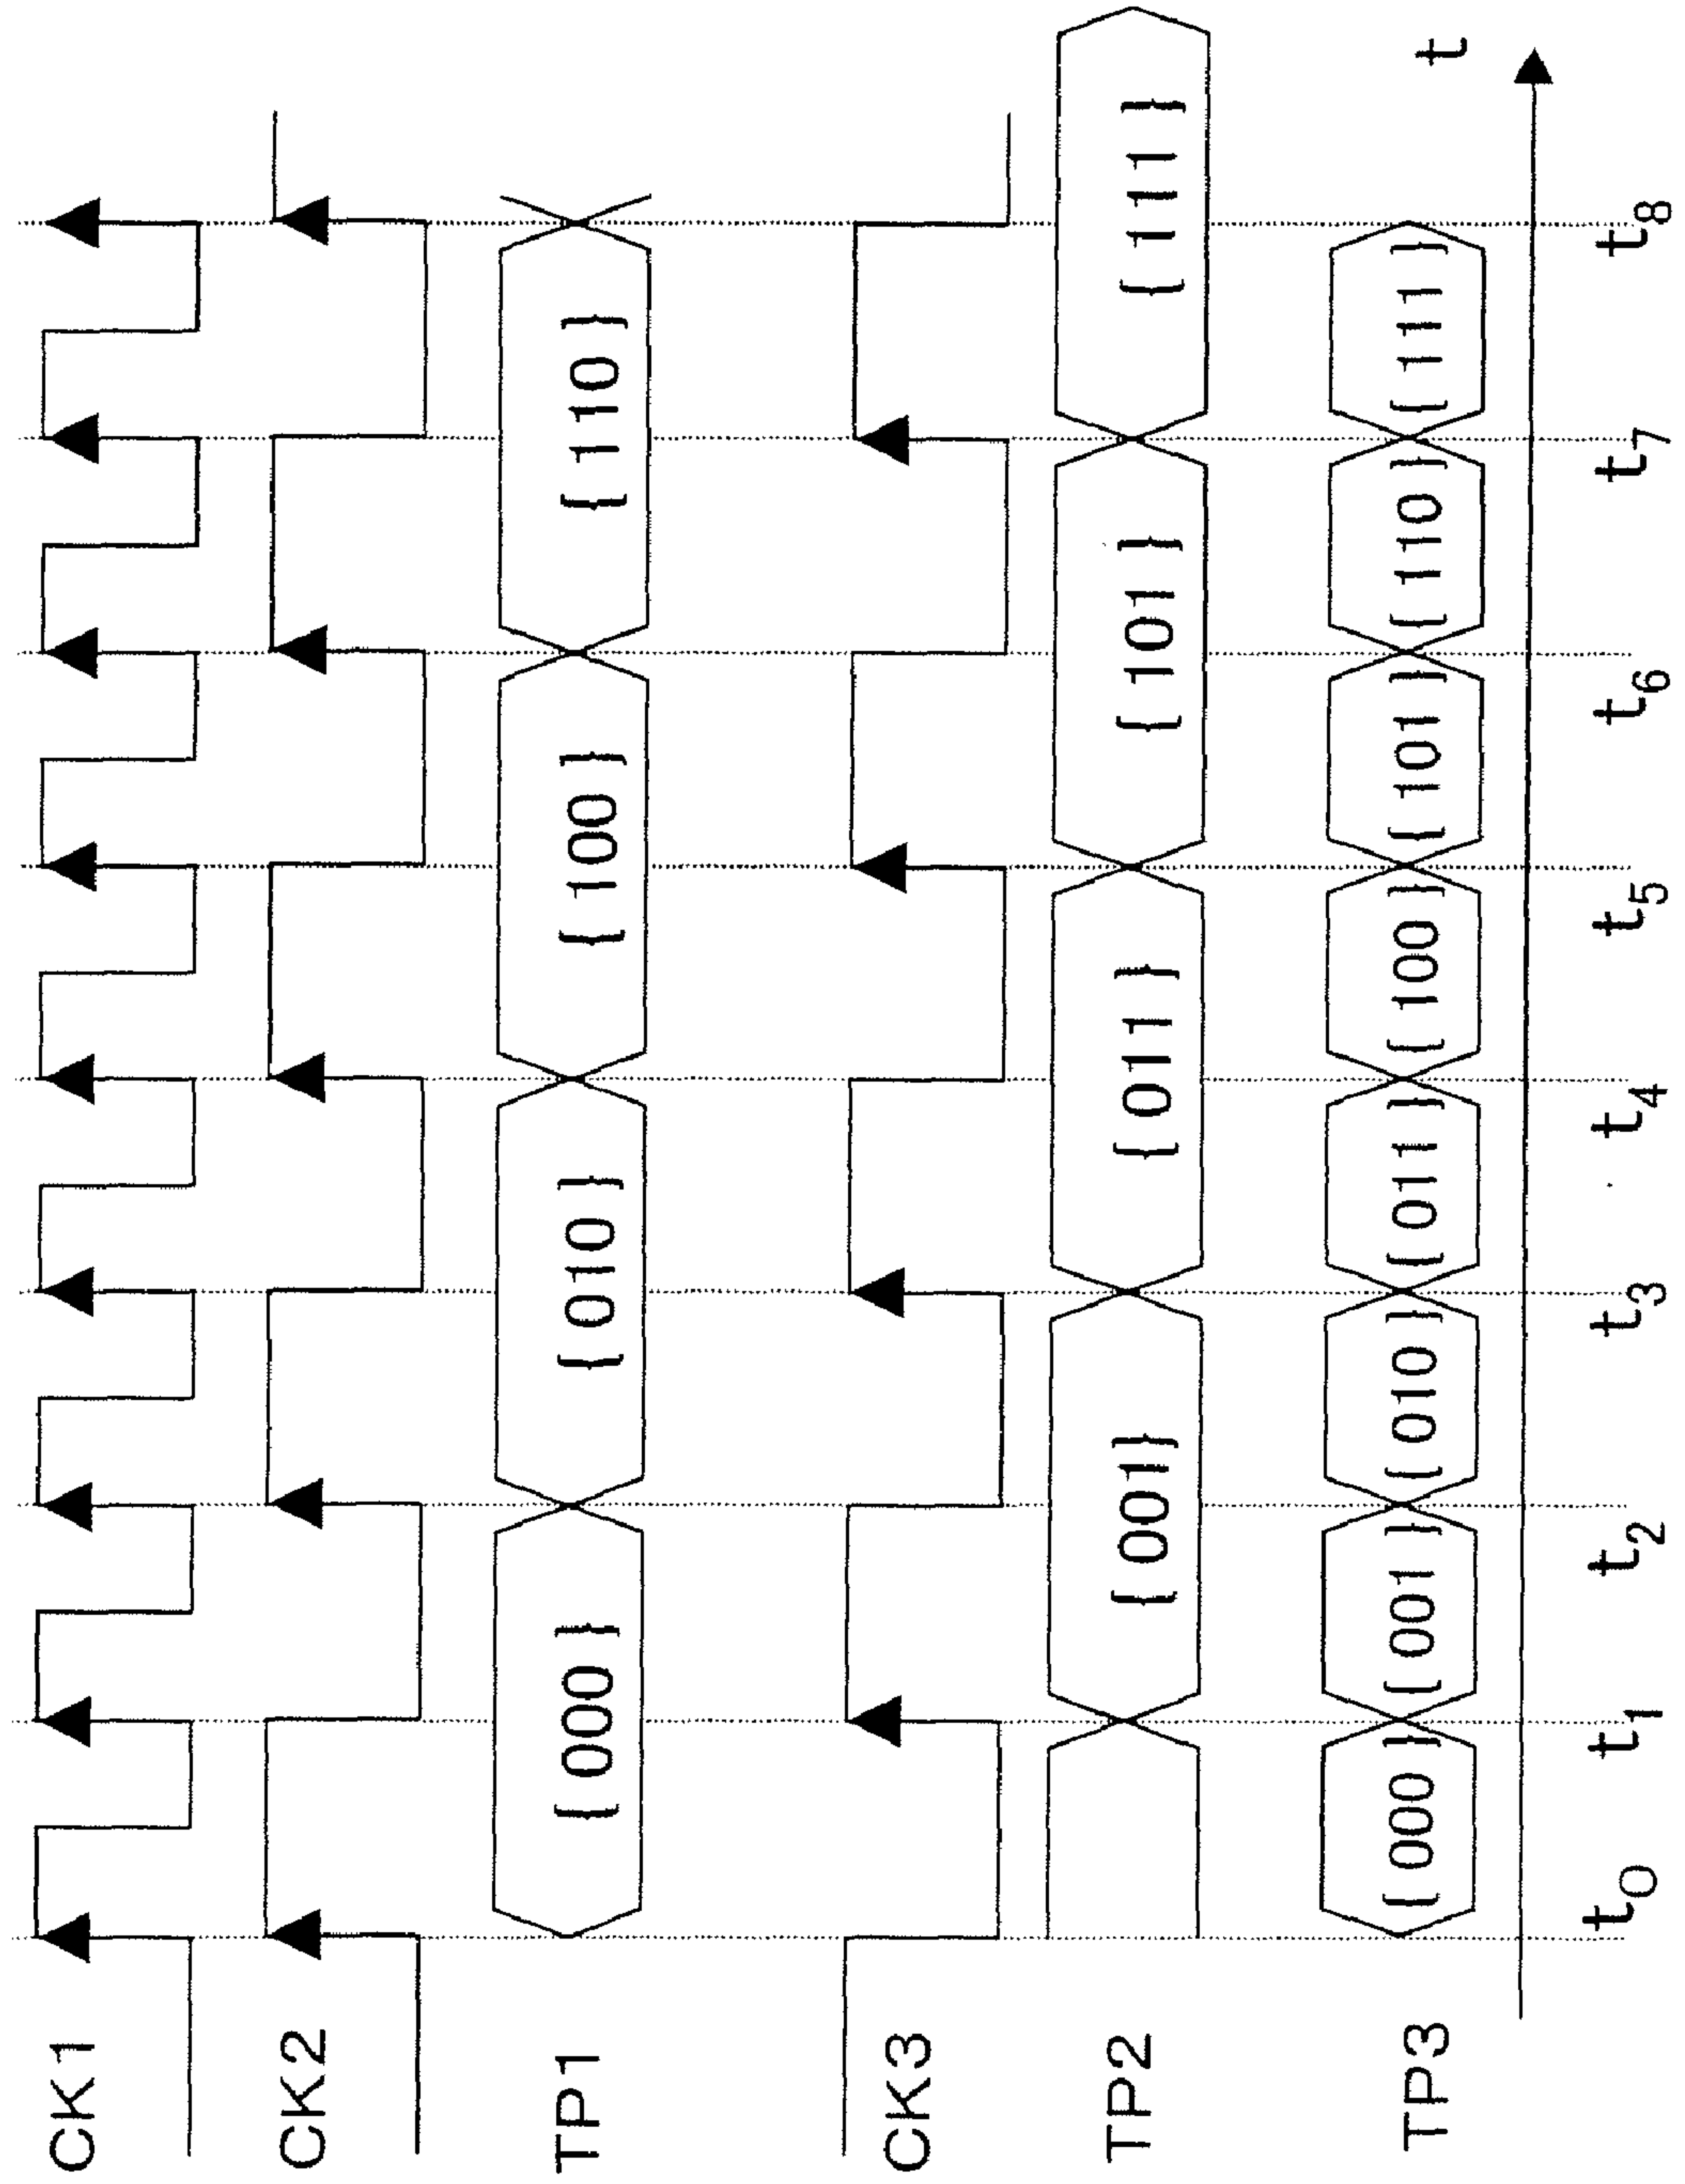 CK1
CK2
TP1 { 000 } { 010 } { 100 } { 110 }
CK3
TP2 { 001} { 011 } { 101 } { 111 }
TP3 { 000 } { 001 } { 010 } { 011 } { 100 } { 101 } { 110 } { 111 }
t
t0 t1 t2 t3 t4 t5 t6 t7 t8